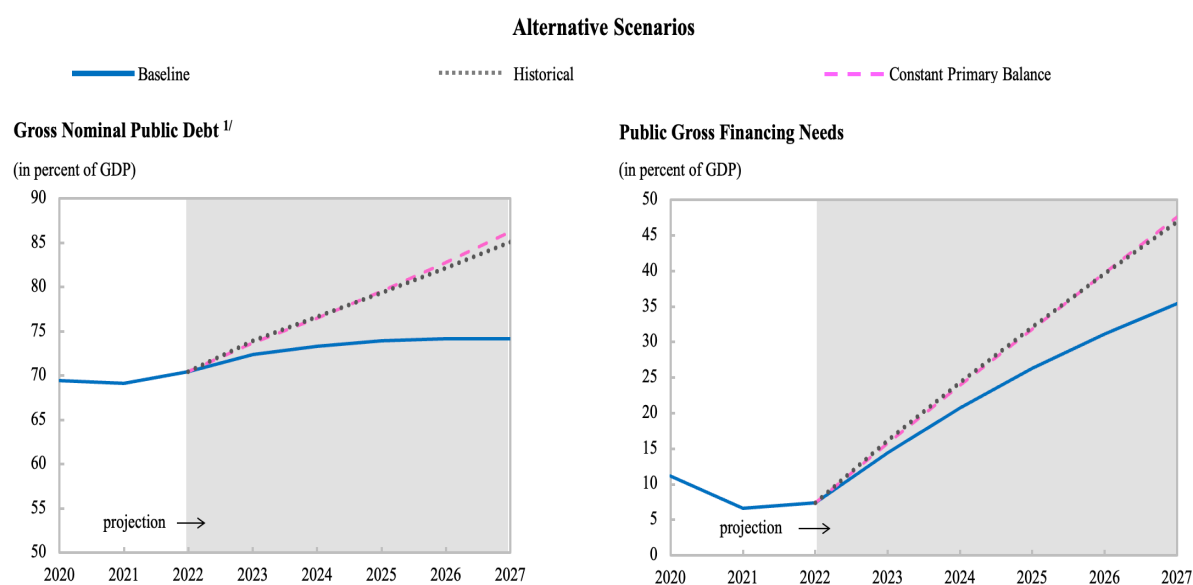 Alternative Scenarios
Baseline
Historical
Constant Primary Balance
Gross Nominal Public Debt 1/
(in percent of GDP)
90
85
80
75
70
65
60
55
50
projection
2020 2021 2022 2023 2024 2025 2026 2027
Public Gross Financing Needs
(in percent of GDP)
50
45
40
35
30
25
20
15
10
5
0
projection
2020 2021 2022 2023 2024 2025 2026 2027